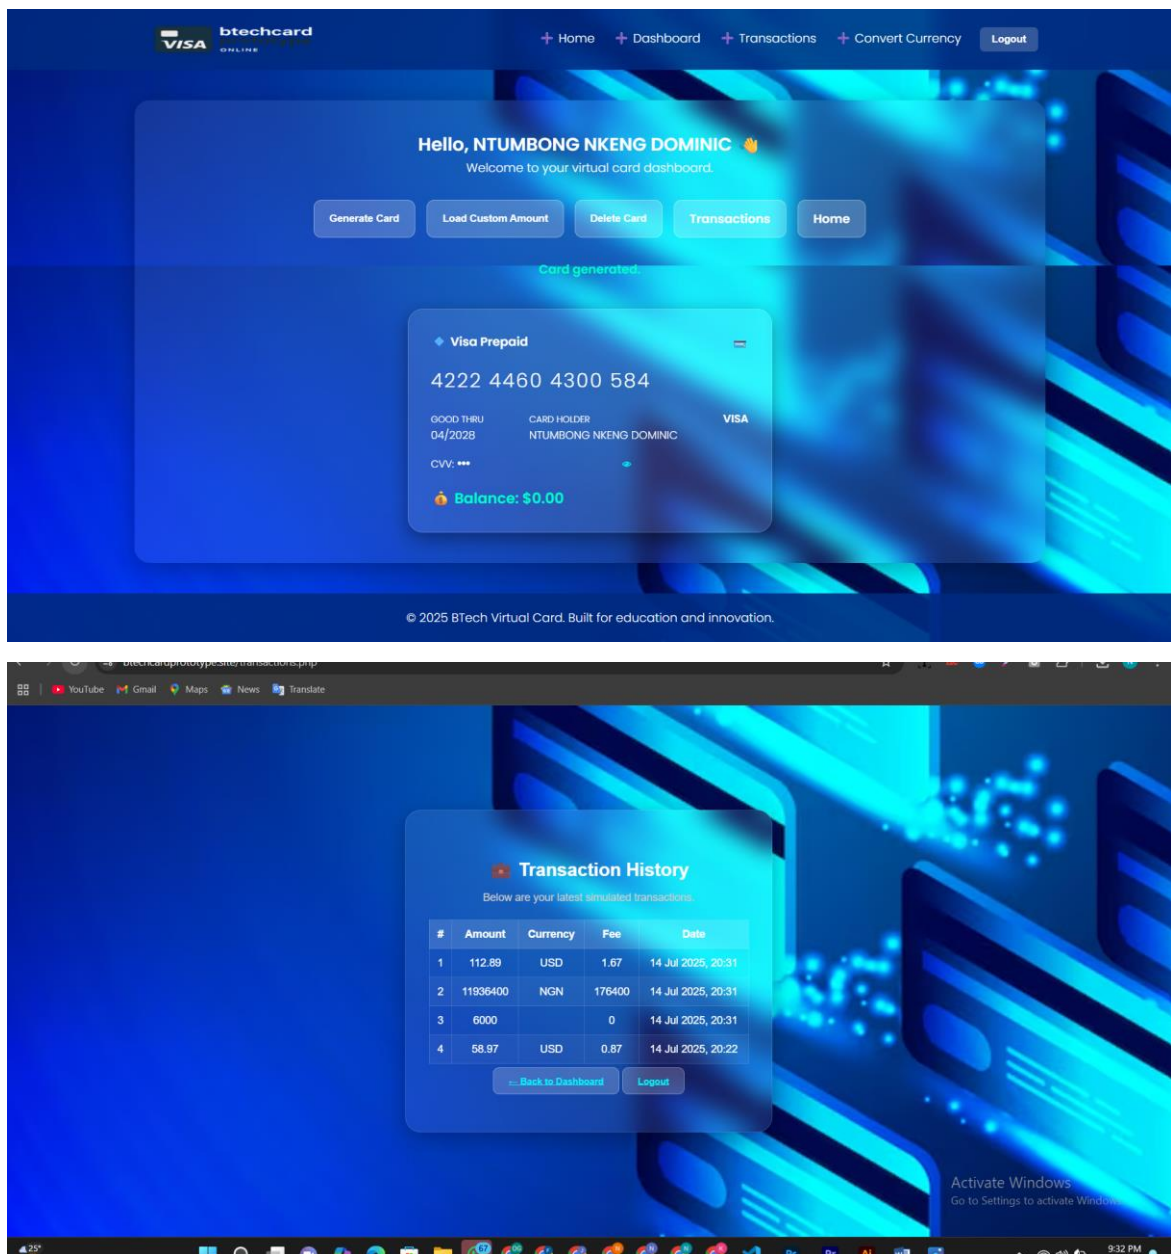 btechcard
VISA
ONLINE
Home Dashboard Transactions Convert Currency Logout
Hello, NTUMBONG NKENG DOMINIC 👋
Welcome to your virtual card dashboard.
Generate Card Load Custom Amount Delete Card Transactions Home
Card generated.
Visa Prepaid
4222 4460 4300 584
GOOD THRU CARD HOLDER VISA
04/2028 NTUMBONG NKENG DOMINIC
CVV: •••
💰 Balance: $0.00
© 2025 BTech Virtual Card. Built for education and innovation.
btechcardprototype.site/transactions.php
YouTube Gmail Maps News Translate
Transaction History
Below are your latest simulated transactions.
# Amount Currency Fee Date
1 112.89 USD 1.67 14 Jul 2025, 20:31
2 11936400 NGN 176400 14 Jul 2025, 20:31
3 6000 0 14 Jul 2025, 20:31
4 58.97 USD 0.87 14 Jul 2025, 20:22
← Back to Dashboard Logout
Activate Windows
Go to Settings to activate Windows
25°
67
9:32 PM